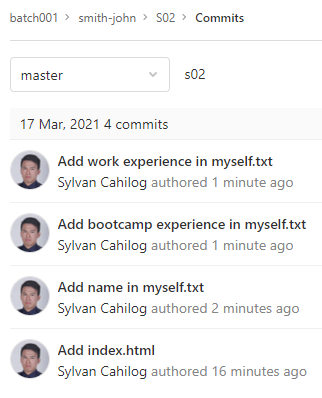 batch001 > smith-john > S02 > Commits
master s02
17 Mar, 2021 4 commits
Add work experience in myself.txt
Sylvan Cahilog authored 1 minute ago
Add bootcamp experience in myself.txt
Sylvan Cahilog authored 1 minute ago
Add name in myself.txt
Sylvan Cahilog authored 2 minutes ago
Add index.html
Sylvan Cahilog authored 16 minutes ago